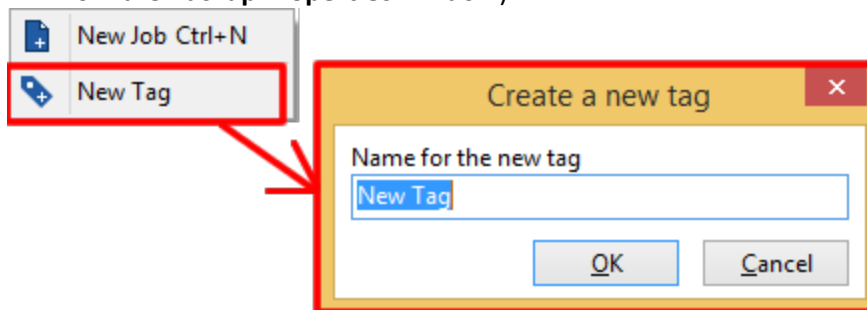 New Job Ctrl+N
New Tag
Create a new tag
Name for the new tag
New Tag
OK
Cancel